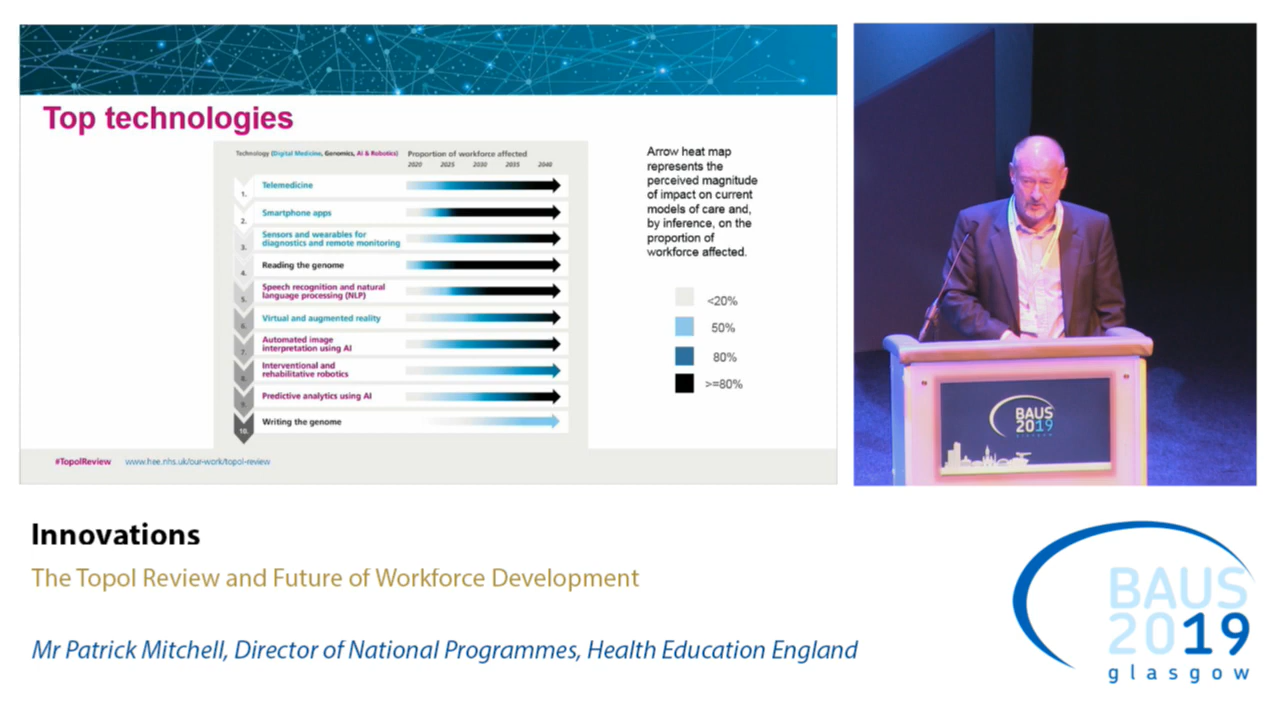 Top technologies
Technology (Digital Medicine, Genomics, AI & Robotics)
Proportion of workforce affected
2020 2025 2030 2035 2040
1. Telemedicine
2. Smartphone apps
3. Sensors and wearables for
diagnostics and remote monitoring
4. Reading the genome
5. Speech recognition and natural
language processing (NLP)
6. Virtual and augmented reality
7. Automated image
interpretation using AI
8. Interventional and
rehabilitative robotics
9. Predictive analytics using AI
10. Writing the genome
Arrow heat map
represents the
perceived magnitude
of impact on current
models of care and,
by inference, on the
proportion of
workforce affected.
<20%
50%
80%
>=80%
#TopolReview www.hee.nhs.uk/our-work/topol-review
BAUS
2019
glasgow
Innovations
The Topol Review and Future of Workforce Development
Mr Patrick Mitchell, Director of National Programmes, Health Education England
BAUS
2019
glasgow